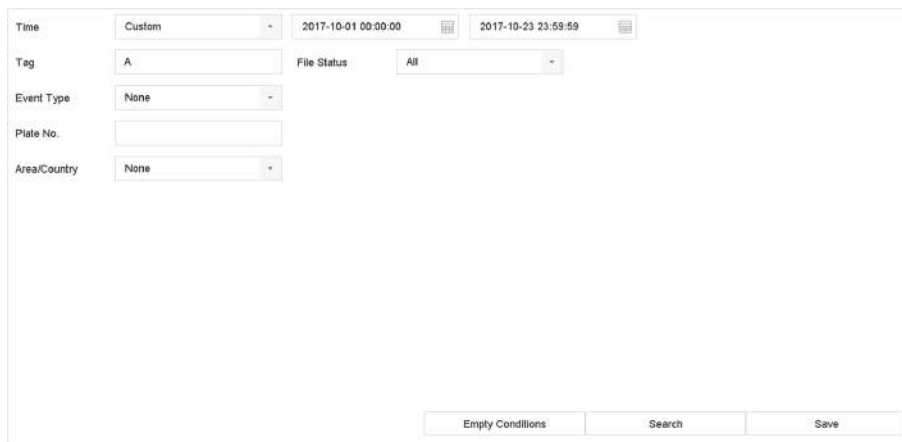 Time Custom 2017-10-01 00:00:00 2017-10-23 23:59:59
Tag A File Status All
Event Type None
Plate No.
Area/Country None
Empty Conditions Search Save